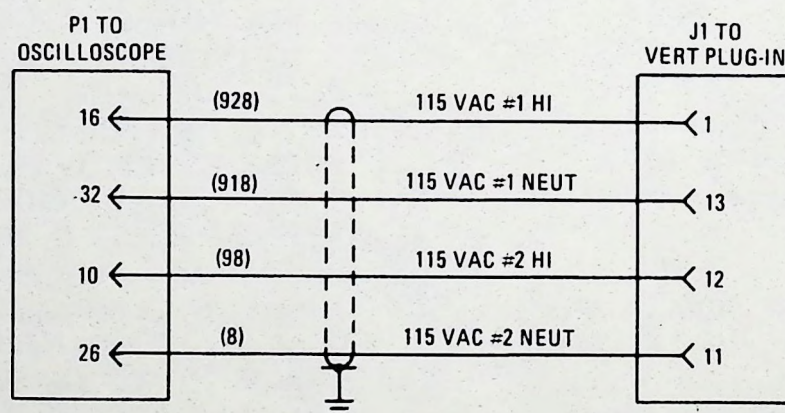 P1 TO
OSCILLOSCOPE
J1 TO
VERT PLUG-IN
16 (928) 115 VAC #1 HI 1
32 (918) 115 VAC #1 NEUT 13
10 (98) 115 VAC #2 HI 12
26 (8) 115 VAC #2 NEUT 11